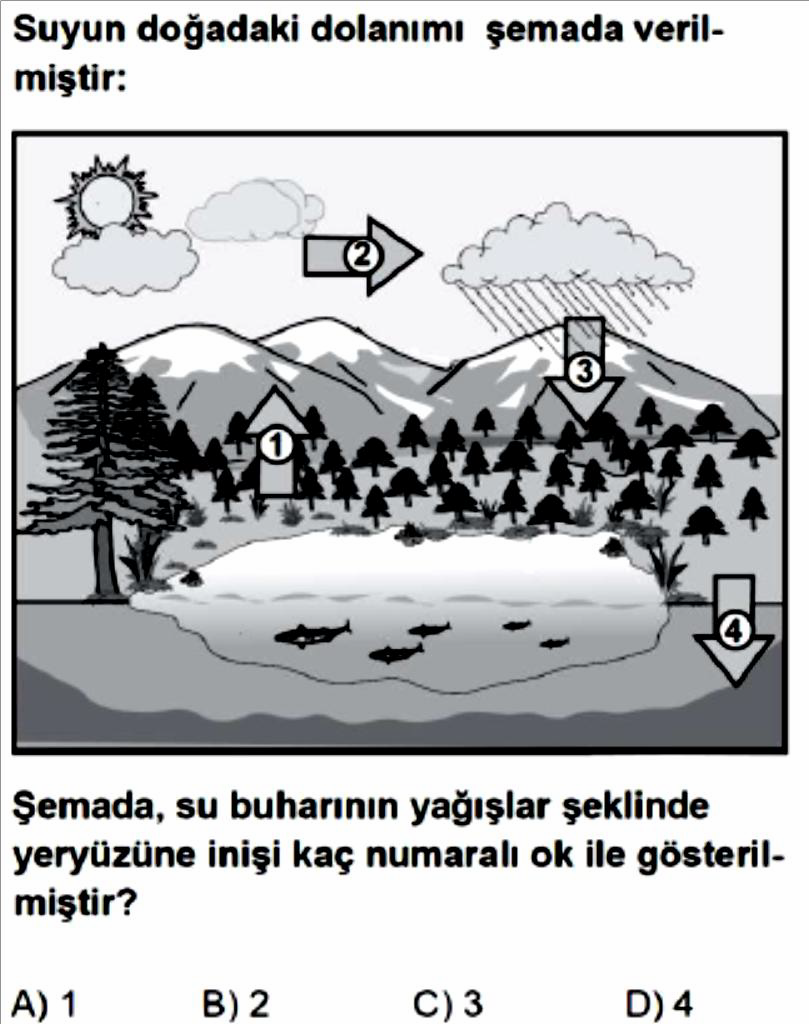 Suyun doğadaki dolanımı şemada veril-
miştir:
2
3
1
4
Şemada, su buharının yağışlar şeklinde
yeryüzüne inişi kaç numaralı ok ile gösteril-
miştir?
A) 1 B) 2 C) 3 D) 4